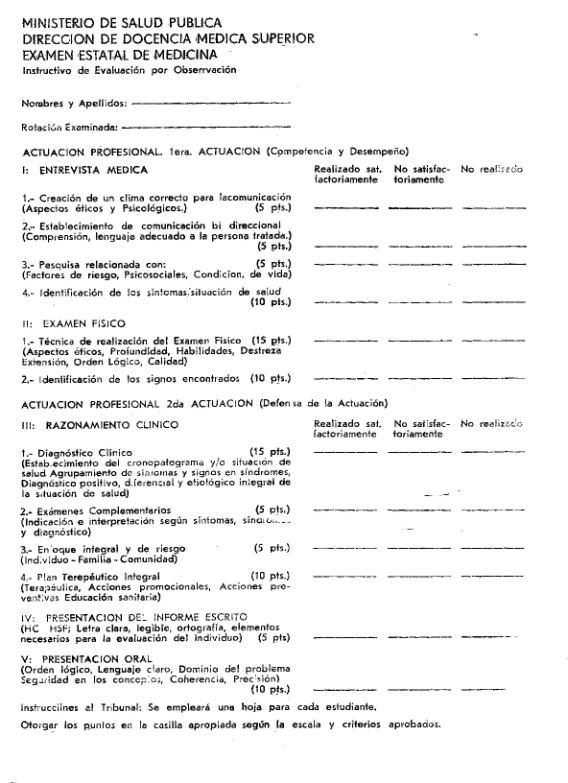 MINISTERIO DE SALUD PUBLICA
DIRECCION DE DOCENCIA MEDICA SUPERIOR
EXAMEN ESTATAL DE MEDICINA
Instructivo de Evaluación por Obserrvación
Nombres y Apellidos:
Rotación Examinada:
ACTUACION PROFESIONAL. 1era. ACTUACION (Competencia y Desempeño)
I: ENTREVISTA MEDICA Realizado sat. No satisfac- No realizado
factoriamente toriamente
1.- Creación de un clima correcto para lacomunicación
(Aspectos éticos y Psicológicos.) (5 pts.)
2.- Establecimiento de comunicación bi direccional
(Comprensión, lenguaje adecuado a la persona tratada.)
(5 pts.)
3.- Pesquisa relacionada con: (5 pts.)
(Factores de riesgo, Psicosociales, Condicion, de vida)
4.- Identificación de los síntomas/situación de salud
(10 pts.)
II: EXAMEN FISICO
1.- Técnica de realización del Examen Físico (15 pts.)
(Aspectos éticos, Profundidad, Habilidades, Destreza
Extensión, Orden Lógico, Calidad)
2.- Identificación de los signos encontrados (10 pts.)
ACTUACION PROFESIONAL 2da ACTUACION (Defensa de la Actuación)
III: RAZONAMIENTO CLINICO Realizado sat. No satisfac- No realizado
factoriamente toriamente
1.- Diagnóstico Clínico (15 pts.)
(Establecimiento del cronopatograma y/o situación de
salud Agrupamiento de síntomas y signos en síndromes,
Diagnóstico positivo, diferencial y etiológico integral de
la situación de salud)
2.- Exámenes Complementarios (5 pts.)
(Indicación e interpretación según síntomas,
y diagnóstico)
3.- Enfoque integral y de riesgo (5 pts.)
(Individuo - Familia - Comunidad)
4.- Plan Terepéutico Integral (10 pts.)
(Terapéulica, Acciones promocionales, Acciones pre-
ventivas Educación sanitaria)
IV: PRESENTACION DEL INFORME ESCRITO
(HC HSF; Letra clara, legible, ortografía, elementos
necesarios para la evaluación del individuo) (5 pts)
V: PRESENTACION ORAL
(Orden lógico, Lenguaje claro, Dominio del problema
Seguridad en los conceptos, Coherencia, Precisión)
(10 pts.)
Instrucciines al Tribunal: Se empleará una hoja para cada estudiante.
Otorgar los puntos en la casilla apropiada según la escala y criterios aprobados.